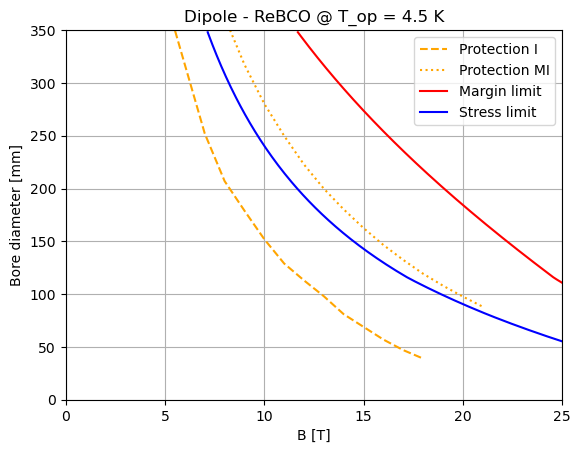 Dipole - ReBCO @ T_op = 4.5 K
Protection I
Protection MI
Margin limit
Stress limit
Bore diameter [mm]
350
300
250
200
150
100
50
0
0 5 10 15 20 25
B [T]